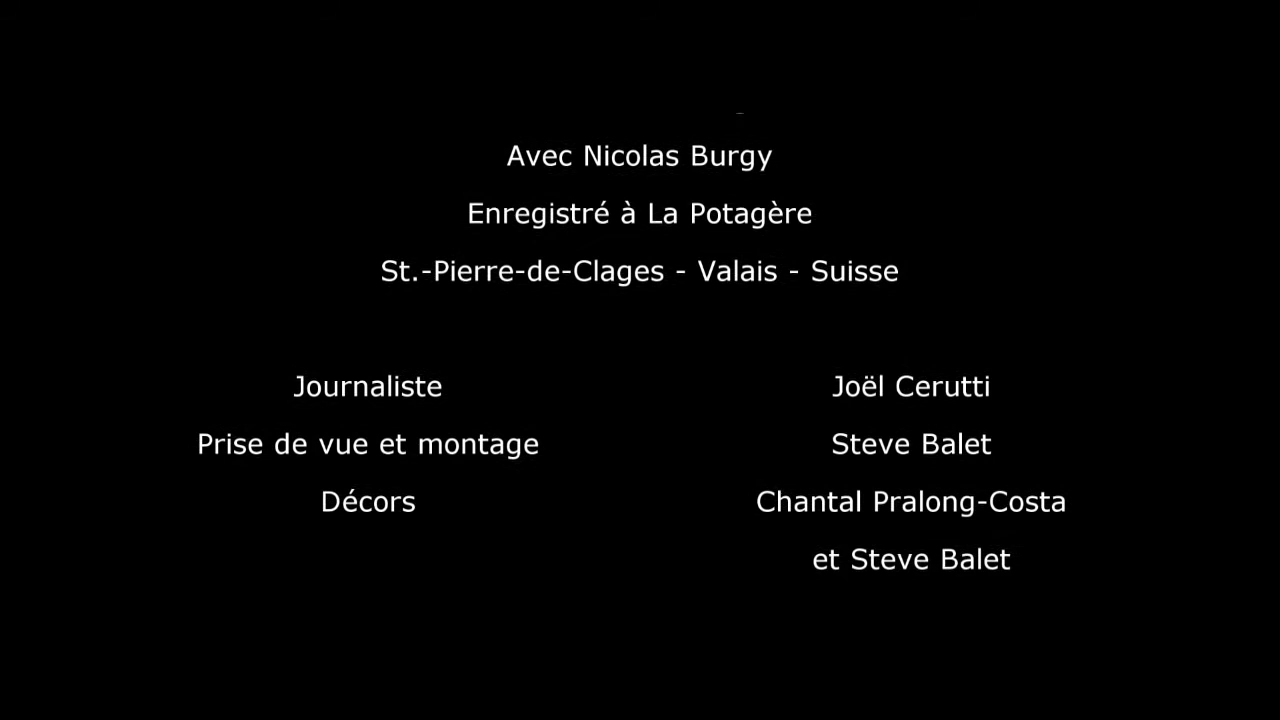 Avec Nicolas Burgy
Enregistré à La Potagère
St.-Pierre-de-Clages - Valais - Suisse
Journaliste Joël Cerutti
Prise de vue et montage Steve Balet
Décors Chantal Pralong-Costa
et Steve Balet